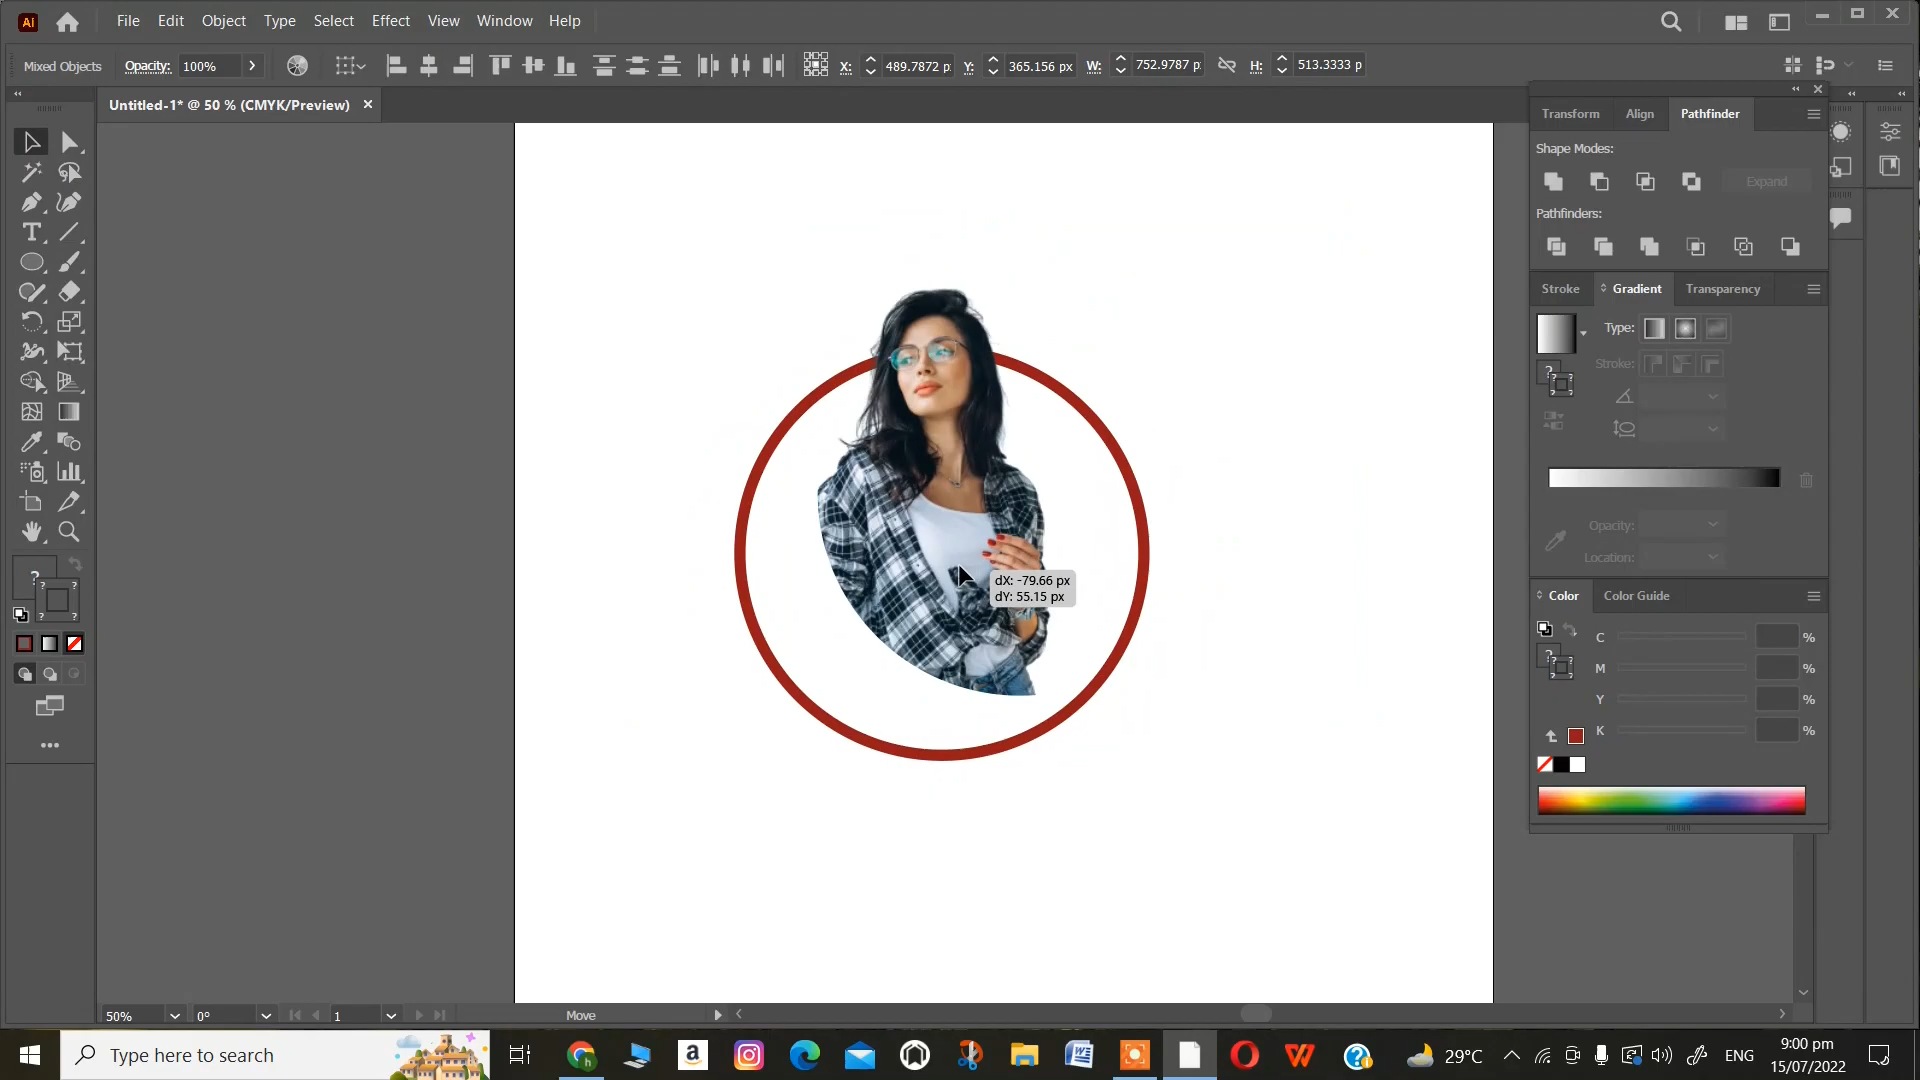 Ai File Edit Object Type Select Effect View Window Help
Mixed Objects Opacity: 100% X: 489.7872 p Y: 365.156 px W: 752.9787 p H: 513.3333 p
Untitled-1* @ 50 % (CMYK/Preview)
Transform Align Pathfinder
Shape Modes:
Expand
Pathfinders:
Stroke Gradient Transparency
Type:
Stroke:
Opacity:
Location:
dX: -79.66 px
dY: 55.15 px
Color Color Guide
C %
M %
Y %
K %
50% 0° 1 Move
Type here to search
29°C ENG
9:00 pm
15/07/2022